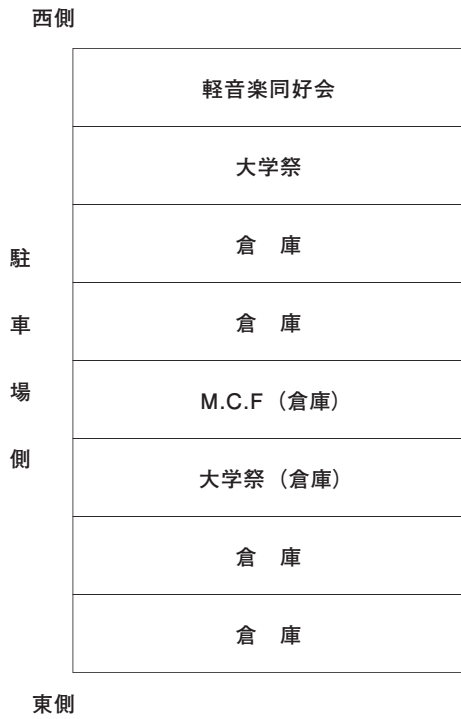 西側
軽音楽同好会
大学祭
倉　庫
倉　庫
M.C.F（倉庫）
大学祭（倉庫）
倉　庫
倉　庫
駐車場側
東側